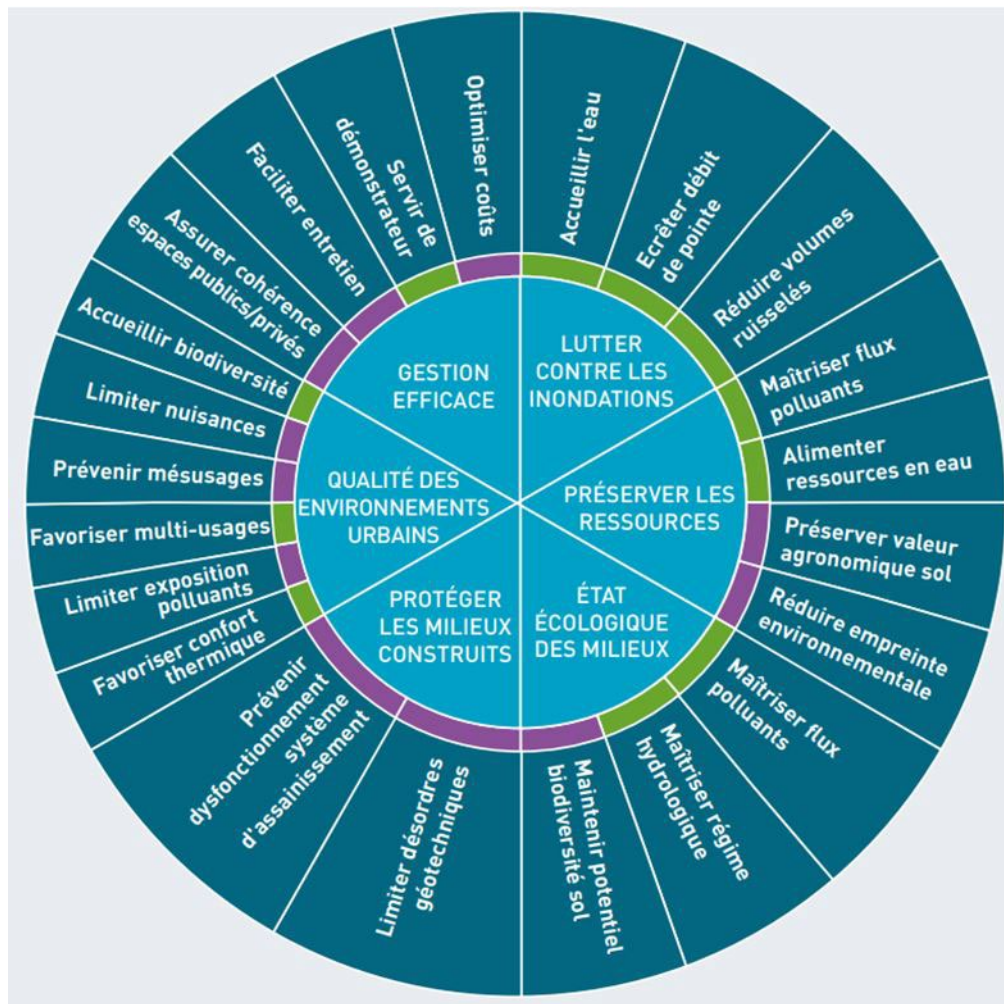 LUTTER
CONTRE LES
INONDATIONS
PRÉSERVER LES
RESSOURCES
ÉTAT
ÉCOLOGIQUE
DES MILIEUX
PROTÉGER
LES MILIEUX
CONSTRUITS
QUALITÉ DES
ENVIRONNEMENTS
URBAINS
GESTION
EFFICACE
Accueillir l'eau
Ecrêter débit
de pointe
Réduire volumes
ruisselés
Maîtriser flux
polluants
Alimenter
ressources en eau
Préserver valeur
agronomique sol
Réduire empreinte
environnementale
Maîtriser flux
polluants
Maîtriser régime
hydrologique
Maintenir potentiel
biodiversité sol
Limiter désordres
géotechniques
Prévenir
dysfonctionnement
système
d'assainissement
Favoriser confort
thermique
Limiter exposition
polluants
Favoriser multi-usages
Prévenir mésusages
Limiter nuisances
Accueillir biodiversité
Assurer cohérence
espaces publics/privés
Faciliter entretien
Servir de
démonstrateur
Optimiser coûts